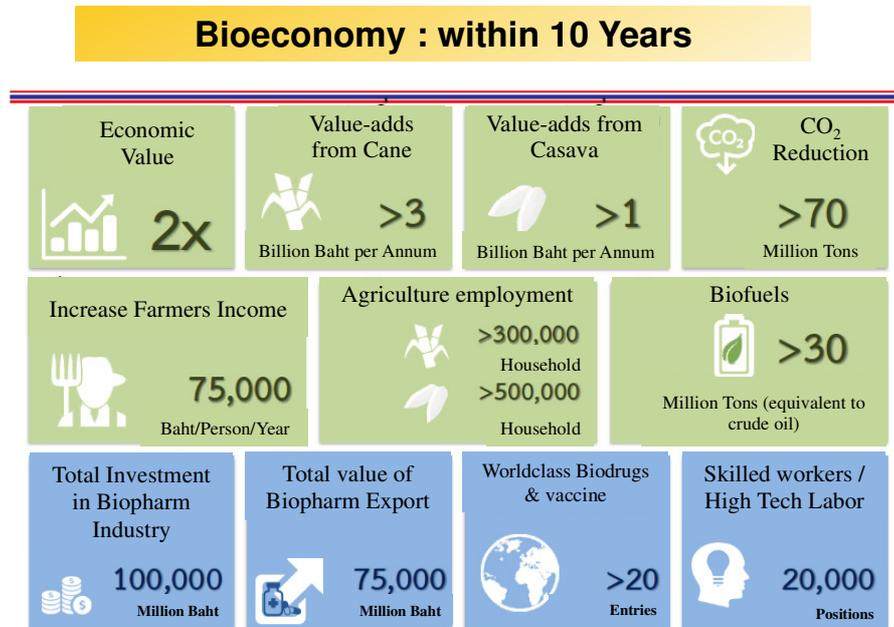 Bioeconomy : within 10 Years
Economic
Value
2x
Value-adds
from Cane
>3
Billion Baht per Annum
Value-adds from
Casava
>1
Billion Baht per Annum
CO2
CO₂
Reduction
>70
Million Tons
Increase Farmers Income
75,000
Baht/Person/Year
Agriculture employment
>300,000
Household
>500,000
Household
Biofuels
>30
Million Tons (equivalent to
crude oil)
Total Investment
in Biopharm
Industry
100,000
Million Baht
Total value of
Biopharm Export
75,000
Million Baht
Worldclass Biodrugs
& vaccine
>20
Entries
Skilled workers /
High Tech Labor
20,000
Positions